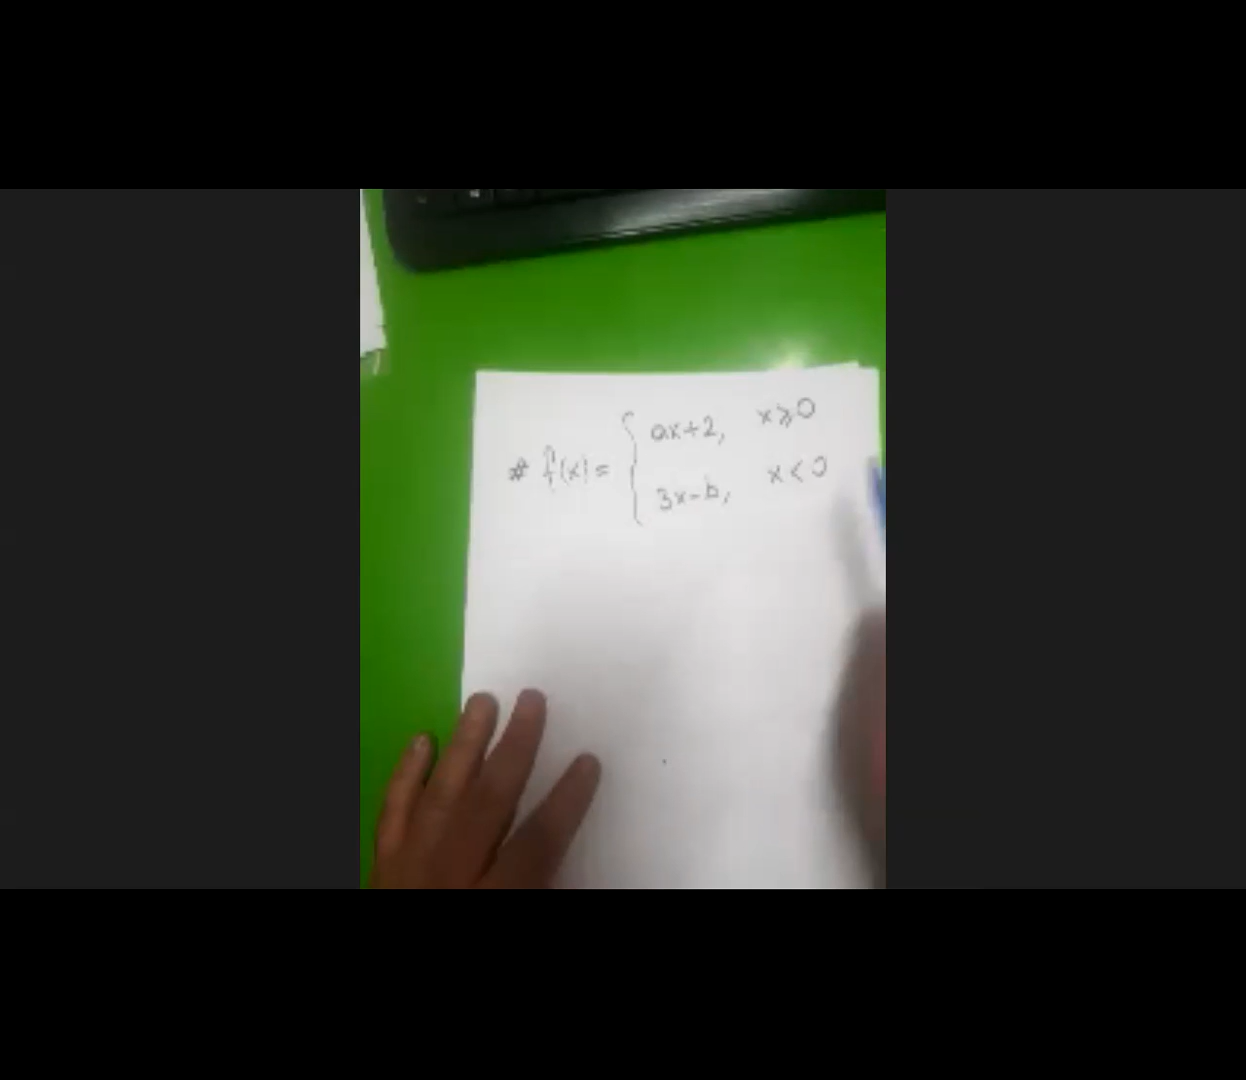 # f(x) = { ax+2, x⩾0
3x-b, x<0